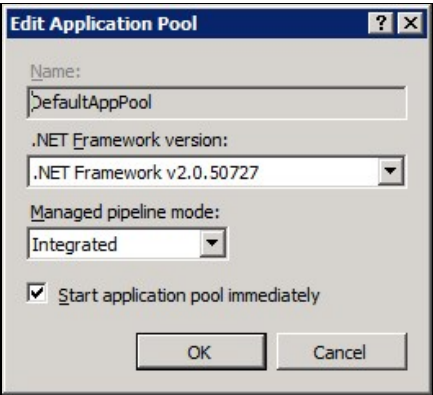 Edit Application Pool
Name:
DefaultAppPool
.NET Framework version:
.NET Framework v2.0.50727
Managed pipeline mode:
Integrated
Start application pool immediately
OK Cancel